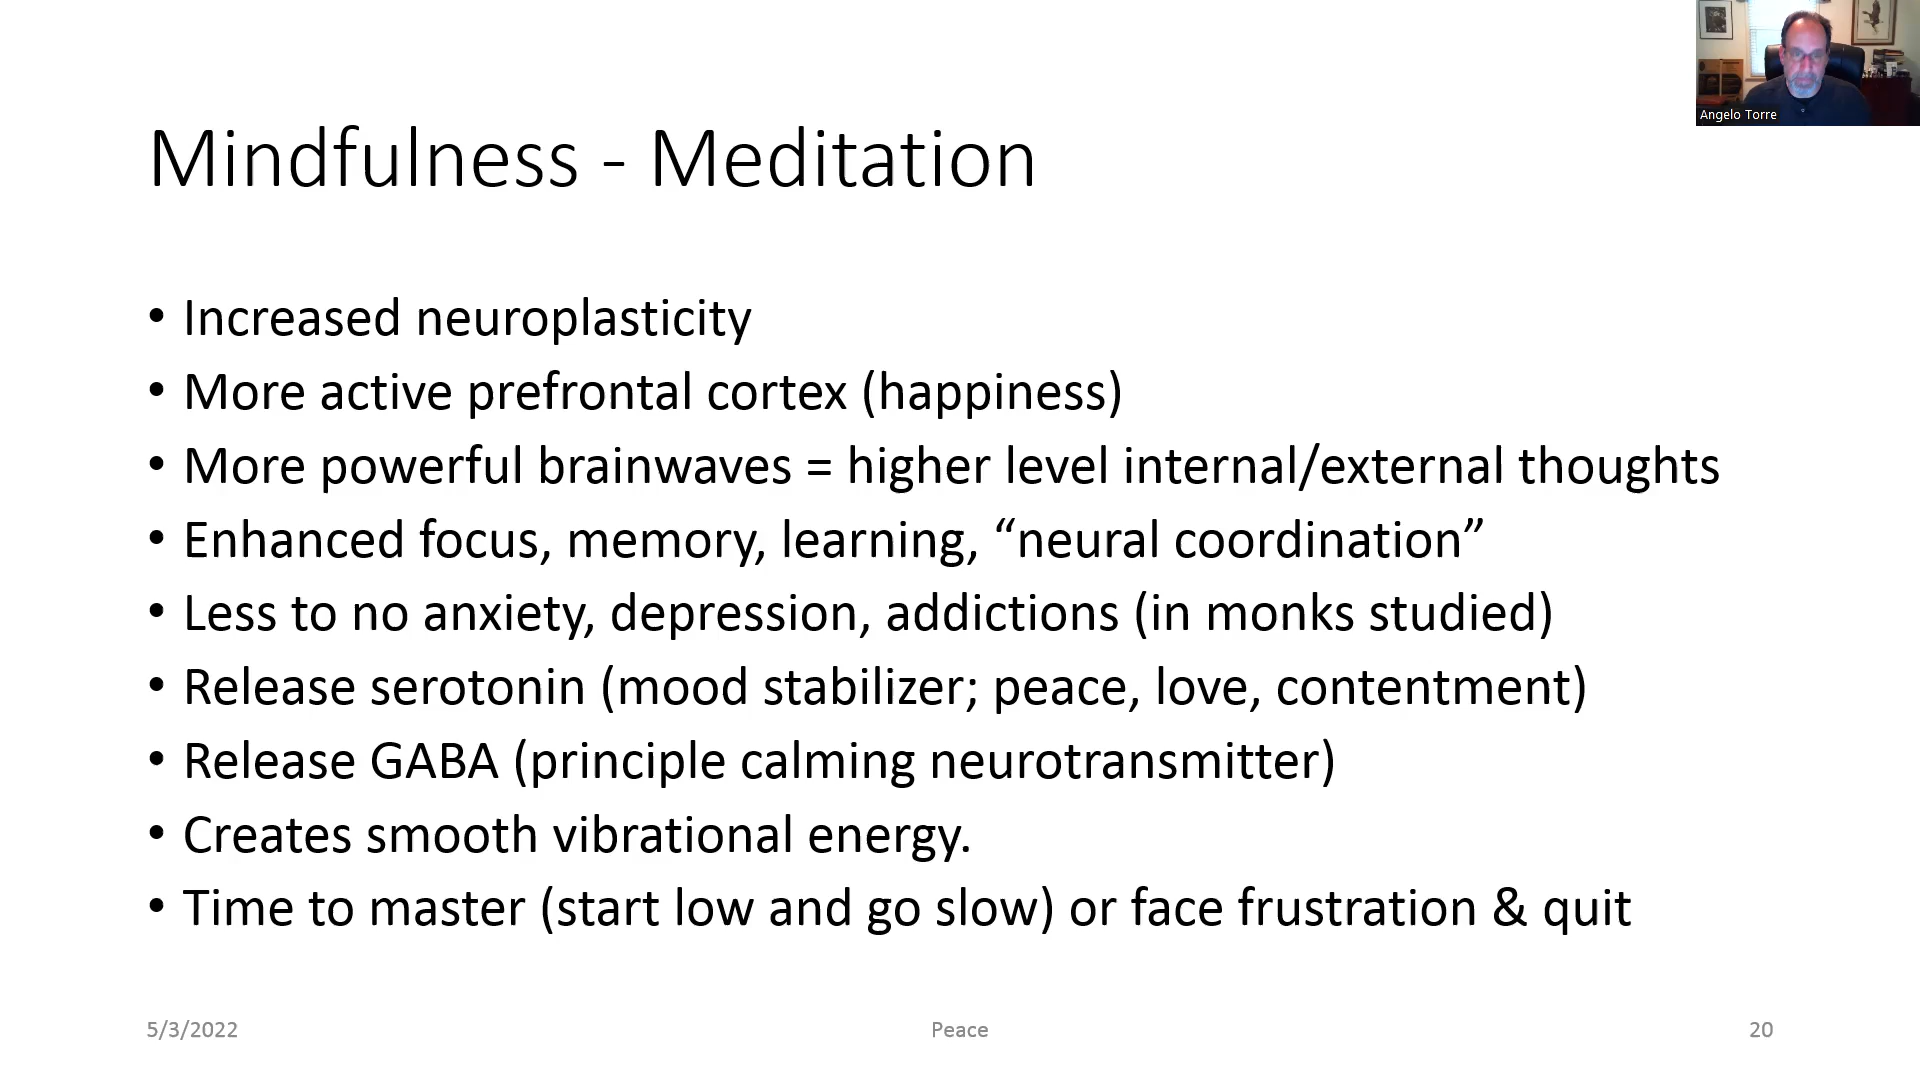 Angelo Torre
Mindfulness - Meditation
• Increased neuroplasticity
• More active prefrontal cortex (happiness)
• More powerful brainwaves = higher level internal/external thoughts
• Enhanced focus, memory, learning, “neural coordination”
• Less to no anxiety, depression, addictions (in monks studied)
• Release serotonin (mood stabilizer; peace, love, contentment)
• Release GABA (principle calming neurotransmitter)
• Creates smooth vibrational energy.
• Time to master (start low and go slow) or face frustration & quit
5/3/2022
Peace
20